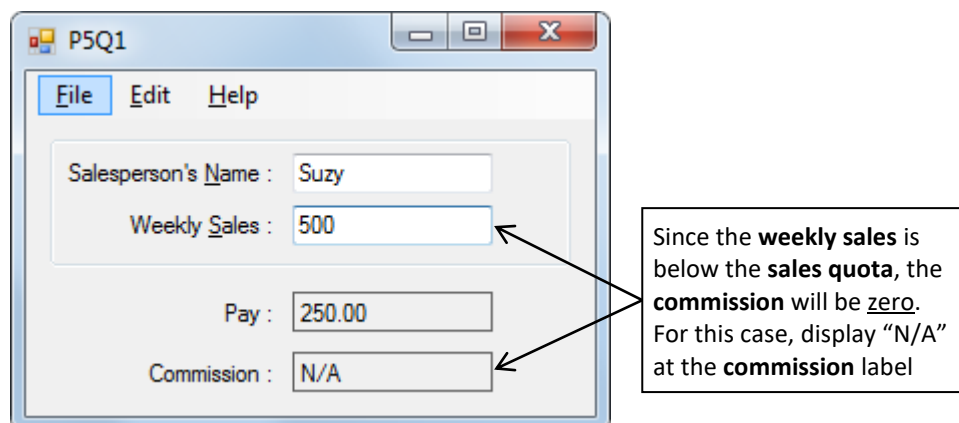 P5Q1
File Edit Help
Salesperson's Name : Suzy
Weekly Sales : 500
Pay : 250.00
Commission : N/A
Since the weekly sales is
below the sales quota, the
commission will be zero.
For this case, display “N/A”
at the commission label